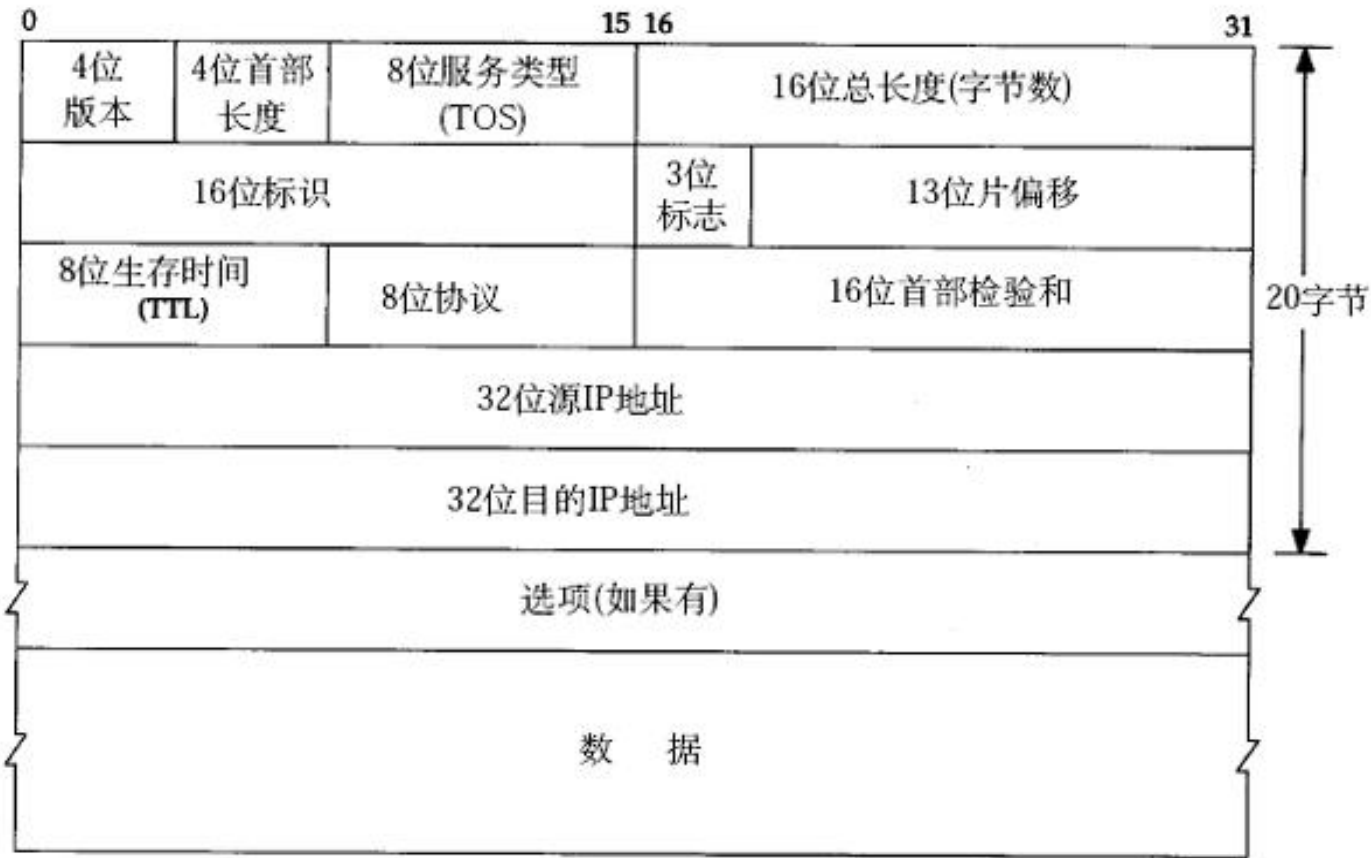 0 15 16 31
4位
版本
4位首部
长度
8位服务类型
(TOS)
16位总长度(字节数)
16位标识
3位
标志
13位片偏移
8位生存时间
(TTL)
8位协议
16位首部检验和
20字节
32位源IP地址
32位目的IP地址
选项(如果有)
数 据